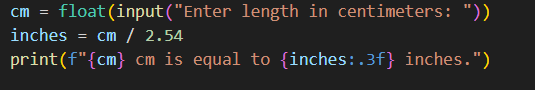 cm = float(input("Enter length in centimeters: "))
inches = cm / 2.54
print(f"{cm} cm is equal to {inches:.3f} inches.")